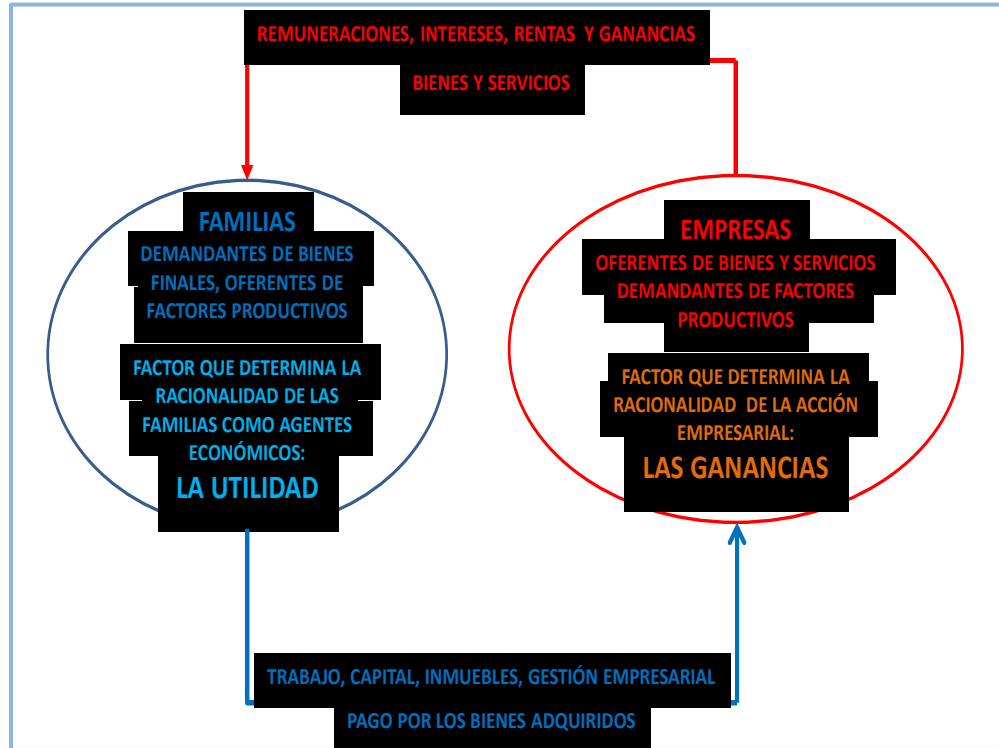 REMUNERACIONES, INTERESES, RENTAS Y GANANCIAS
BIENES Y SERVICIOS
FAMILIAS
DEMANDANTES DE BIENES
FINALES, OFERENTES DE
FACTORES PRODUCTIVOS
FACTOR QUE DETERMINA LA
RACIONALIDAD DE LAS
FAMILIAS COMO AGENTES
ECONÓMICOS:
LA UTILIDAD
EMPRESAS
OFERENTES DE BIENES Y SERVICIOS
DEMANDANTES DE FACTORES
PRODUCTIVOS
FACTOR QUE DETERMINA LA
RACIONALIDAD DE LA ACCIÓN
EMPRESARIAL:
LAS GANANCIAS
TRABAJO, CAPITAL, INMUEBLES, GESTIÓN EMPRESARIAL
PAGO POR LOS BIENES ADQUIRIDOS